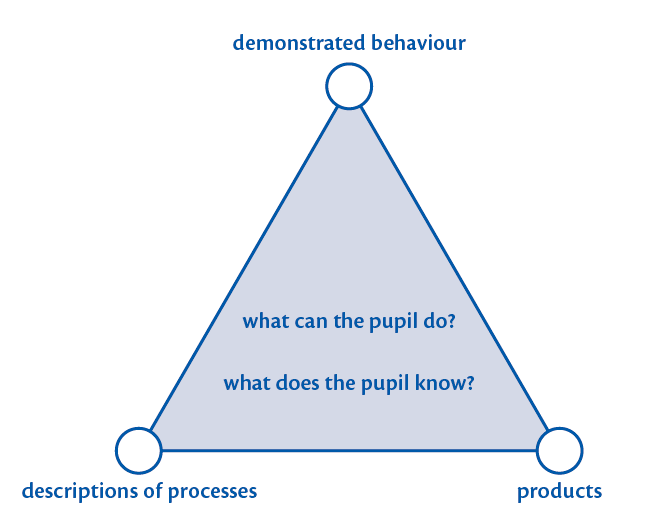 demonstrated behaviour
what can the pupil do?
what does the pupil know?
descriptions of processes
products